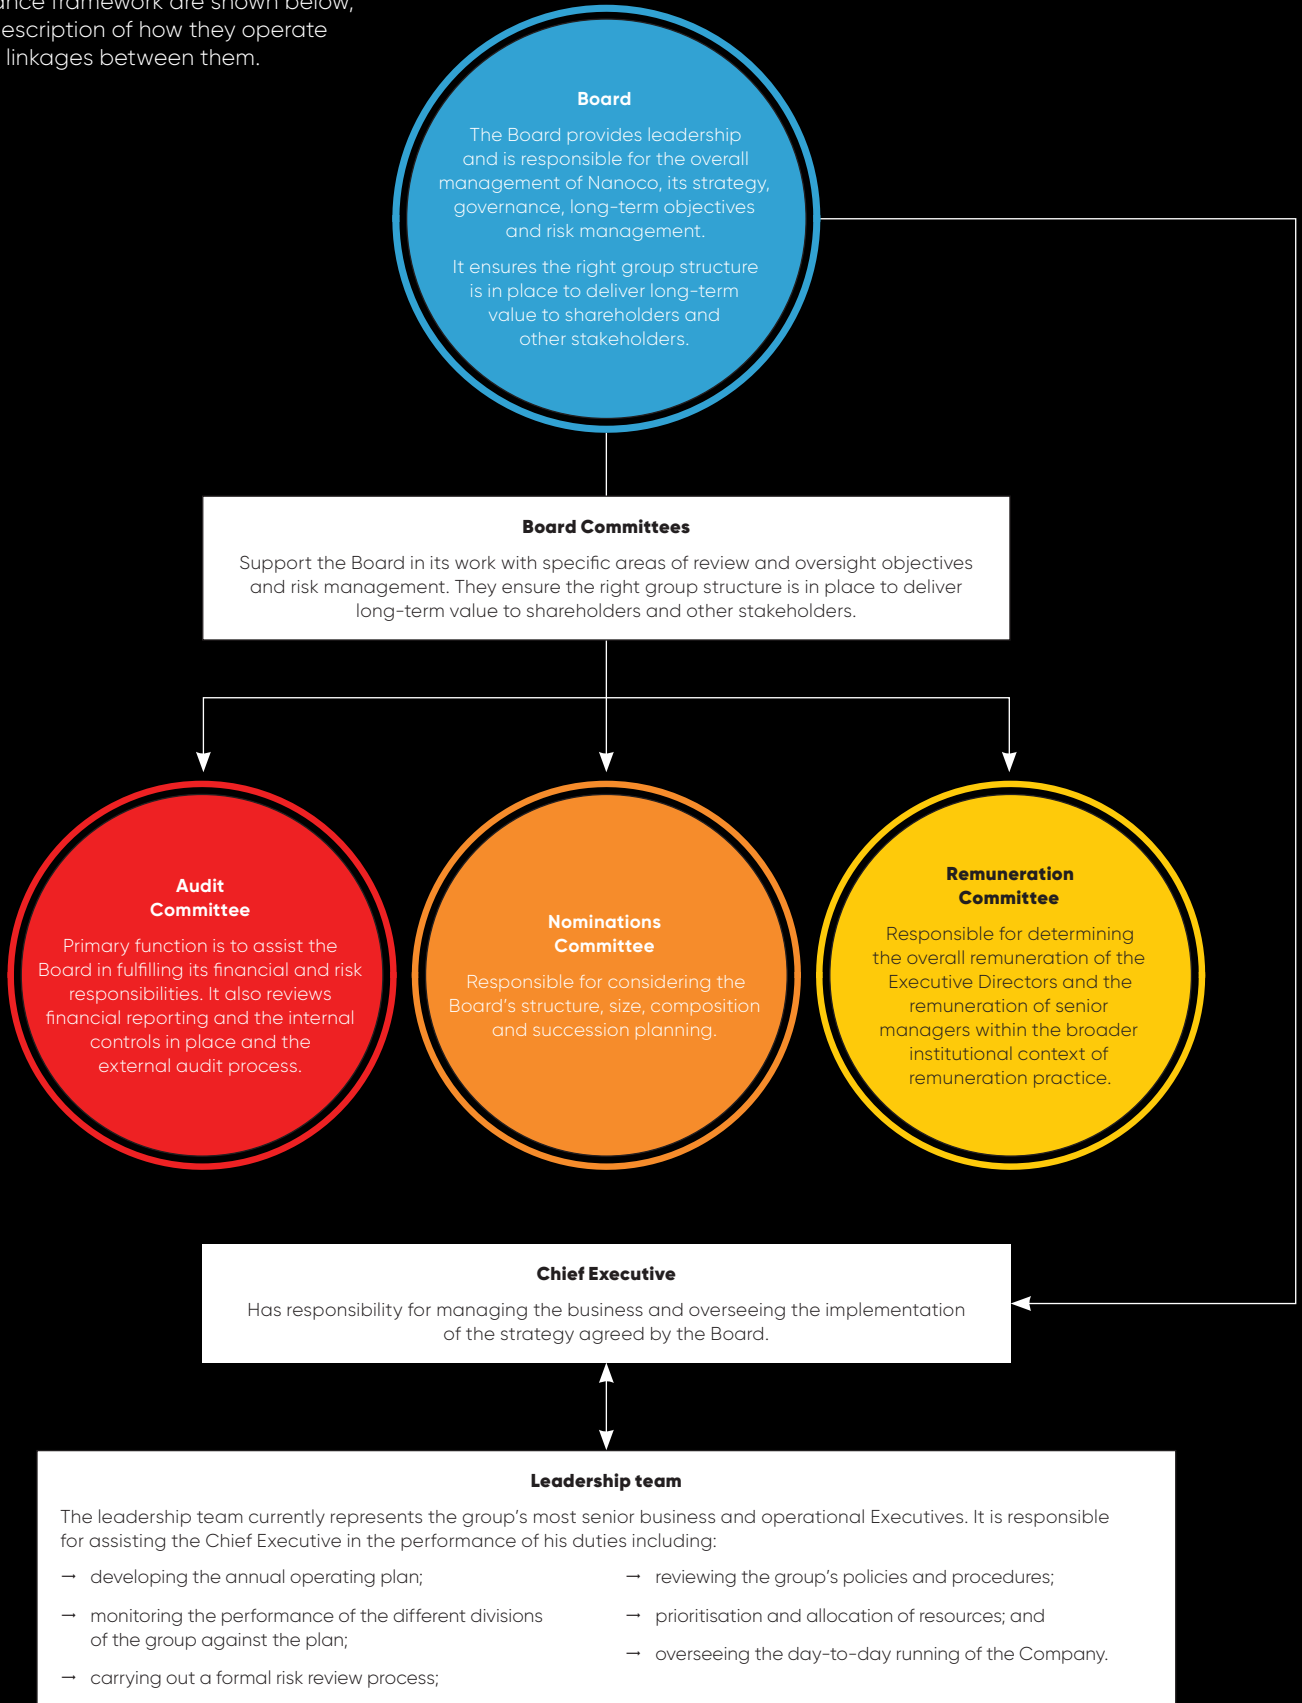 framework are shown below,
of how they operate
linkages between them.
Board
The Board provides leadership
and is responsible for the overall
management of Nanoco, its strategy,
governance, long-term objectives
and risk management.
It ensures the right group structure
is in place to deliver long-term
value to shareholders and
other stakeholders.
Board Committees
Support the Board in its work with specific areas of review and oversight objectives
and risk management. They ensure the right group structure is in place to deliver
long-term value to shareholders and other stakeholders.
Audit
Committee
Primary function is to assist the
Board in fulfilling its financial and risk
responsibilities. It also reviews
financial reporting and the internal
controls in place and the
external audit process.
Nominations
Committee
Responsible for considering the
Board's structure, size, composition
and succession planning.
Remuneration
Committee
Responsible for determining
the overall remuneration of the
Executive Directors and the
remuneration of senior
managers within the broader
institutional context of
remuneration practice.
Chief Executive
Has responsibility for managing the business and overseeing the implementation
of the strategy agreed by the Board.
Leadership team
The leadership team currently represents the group's most senior business and operational Executives. It is responsible
for assisting the Chief Executive in the performance of his duties including:
→ developing the annual operating plan;
→ monitoring the performance of the different divisions
of the group against the plan;
→ carrying out a formal risk review process;
→ reviewing the group's policies and procedures;
→ prioritisation and allocation of resources; and
→ overseeing the day-to-day running of the Company.